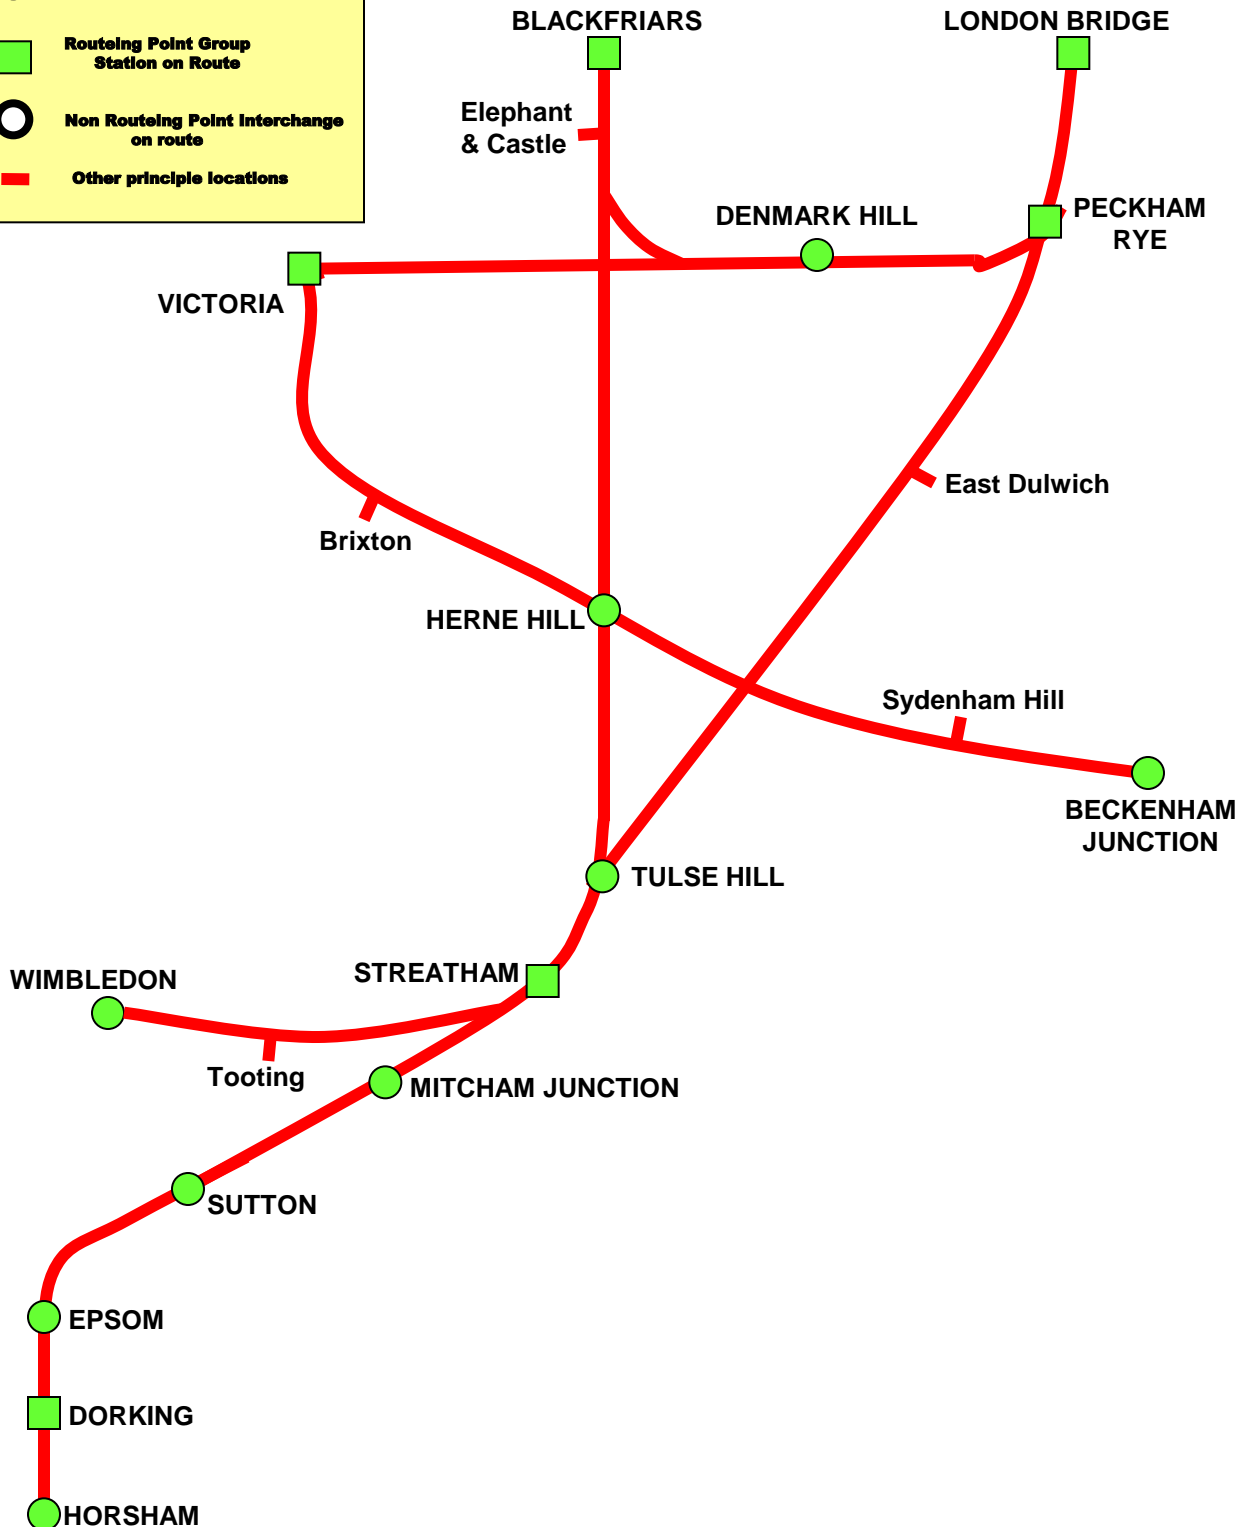 Routeing Point Group
Station on Route
Non Routeing Point Interchange
on route
Other principle locations
BLACKFRIARS
LONDON BRIDGE
Elephant
& Castle
DENMARK HILL
PECKHAM
RYE
VICTORIA
East Dulwich
Brixton
HERNE HILL
Sydenham Hill
BECKENHAM
JUNCTION
TULSE HILL
STREATHAM
WIMBLEDON
Tooting
MITCHAM JUNCTION
SUTTON
EPSOM
DORKING
HORSHAM